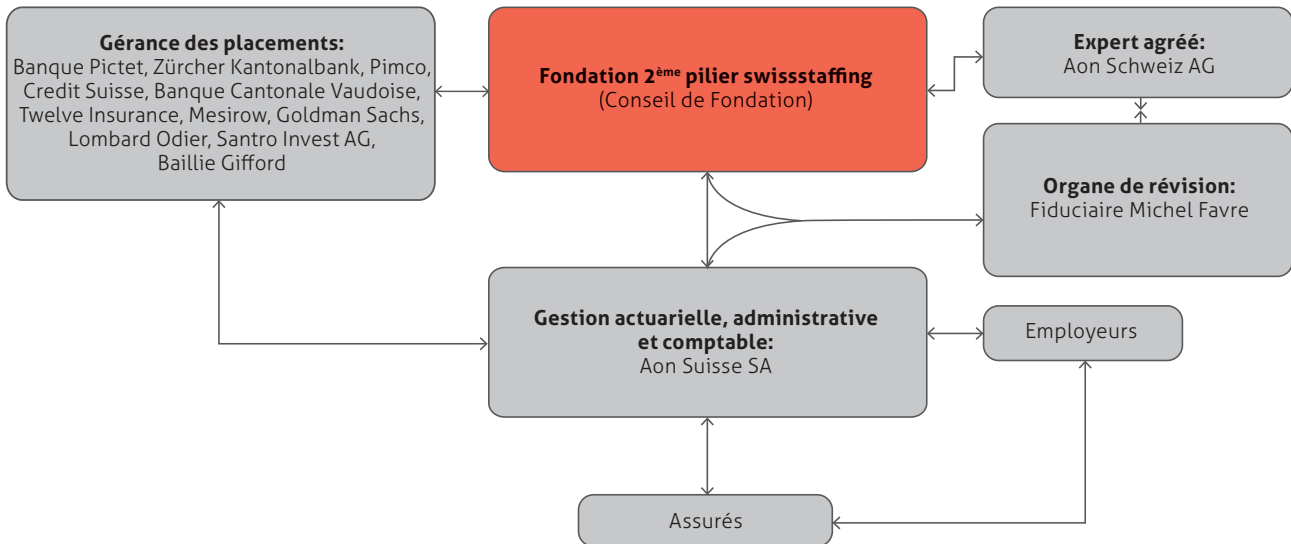 Gérance des placements:
Banque Pictet, Zürcher Kantonalbank, Pimco,
Credit Suisse, Banque Cantonale Vaudoise,
Twelve Insurance, Mesirow, Goldman Sachs,
Lombard Odier, Santro Invest AG,
Baillie Gifford
Fondation 2ème pilier swissstaffing
(Conseil de Fondation)
Expert agréé:
Aon Schweiz AG
Organe de révision:
Fiduciaire Michel Favre
Gestion actuarielle, administrative
et comptable:
Aon Suisse SA
Employeurs
Assurés